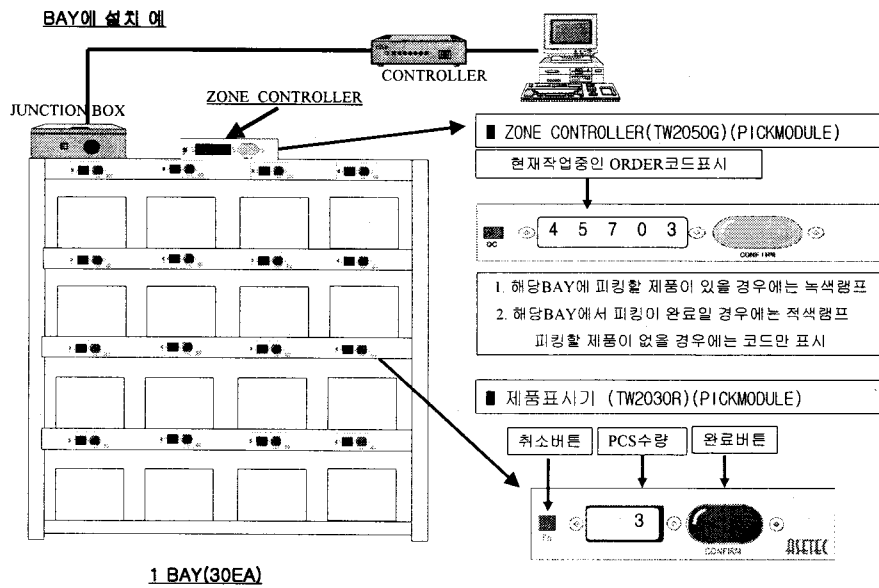 BAY에 설치 예
CONTROLLER
JUNCTION BOX
ZONE CONTROLLER
■ ZONE CONTROLLER(TW2050G)(PICKMODULE)
현재작업중인 ORDER코드표시
4 5 7 0 3
CONFIRM
1. 해당BAY에 피킹할 제품이 있을 경우에는 녹색램프
2. 해당BAY에서 피킹이 완료일 경우에는 적색램프
피킹할 제품이 없을 경우에는 코드만 표시
■ 제품표사기 (TW2030R)(PICKMODULE)
취소버튼 PCS수량 완료버튼
3
CONFIRM
ASETEC
1 BAY(30EA)